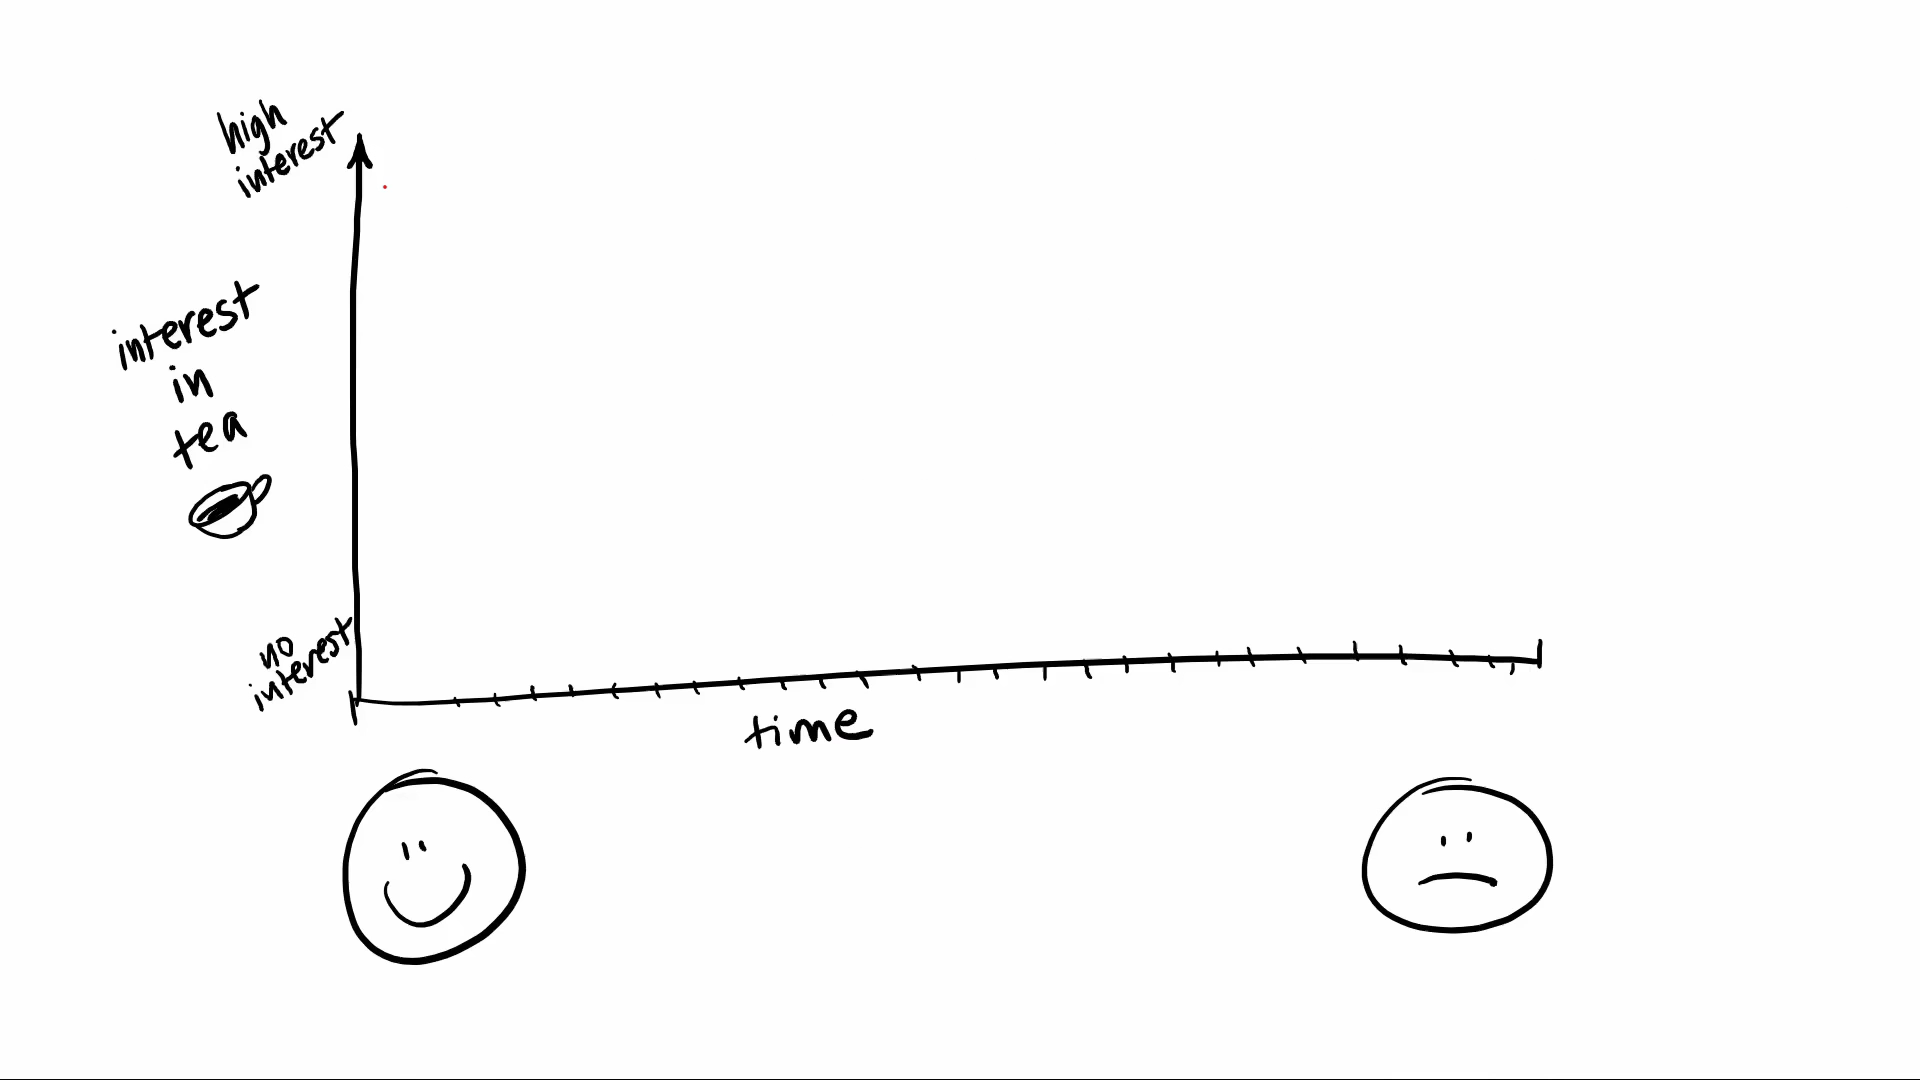 high
interest
interest
in
tea
no
interest
time